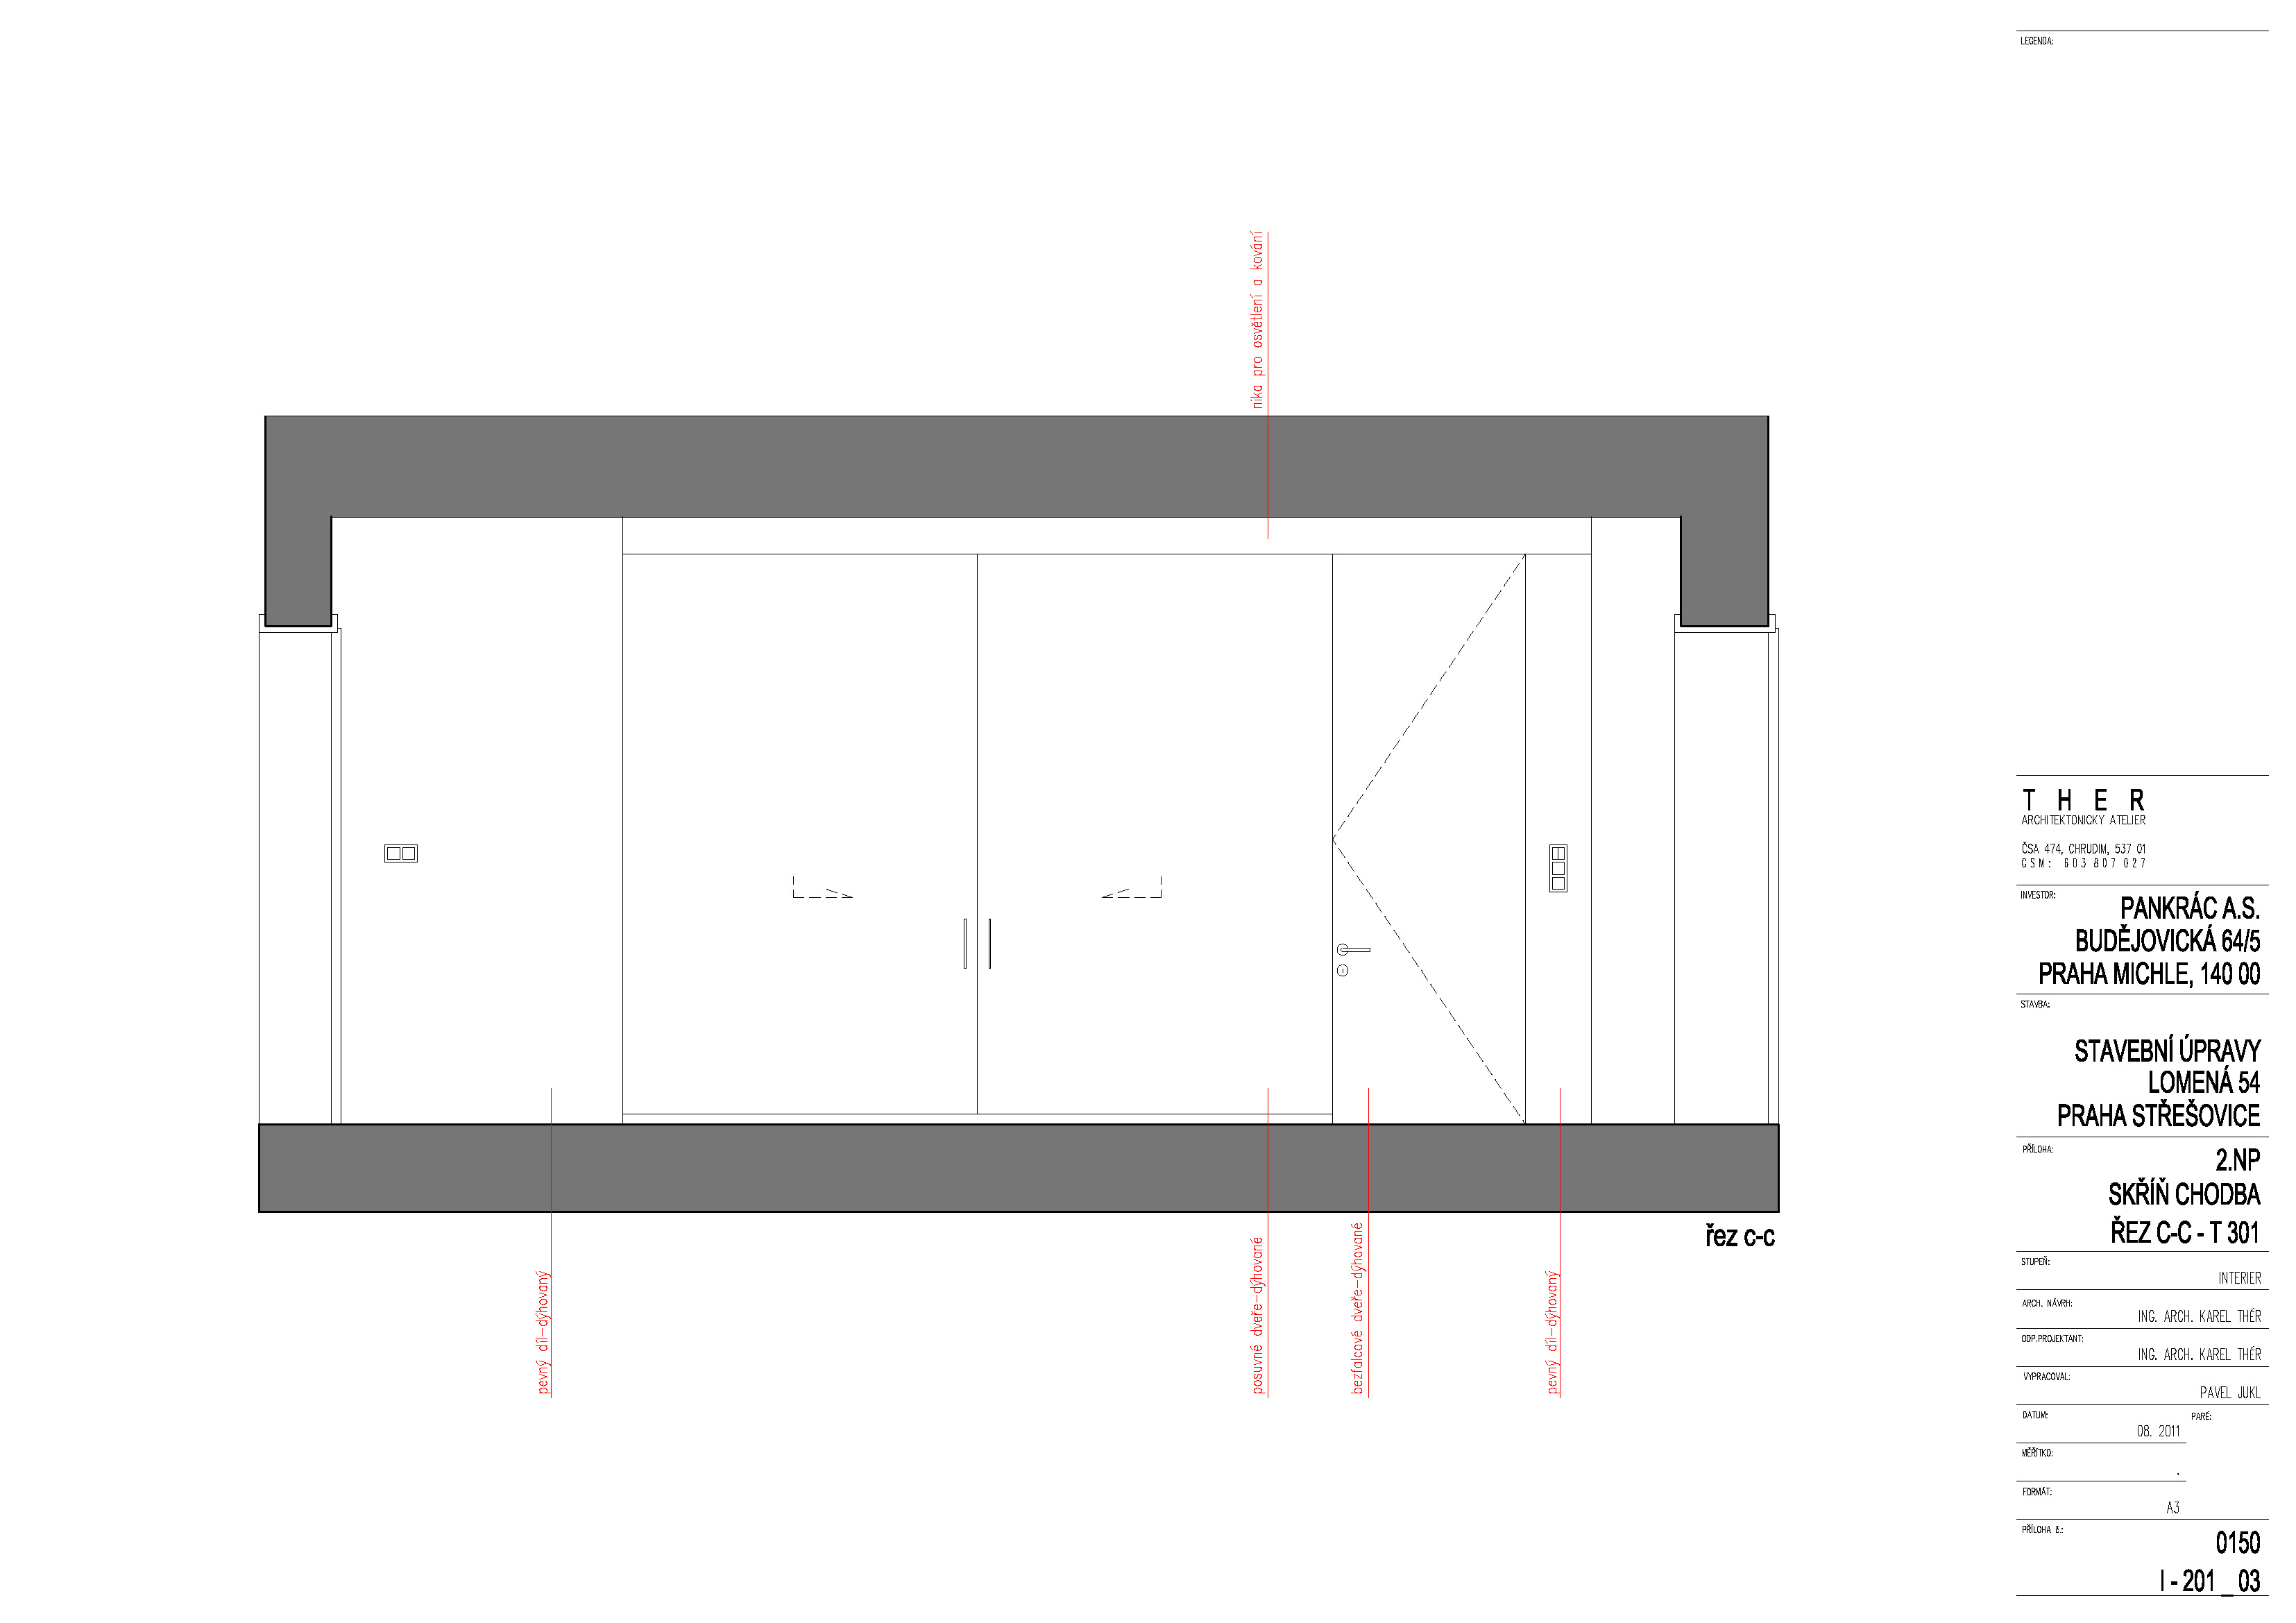 nika pro osvětlení a kování
pevný díl-dýhovaný
posuvné dveře-dýhované
bezfalcové dveře-dýhované
pevný díl-dýhovaný
řez c-c
LEGENDA:
T H E R
ARCHITEKTONICKY ATELIER
ČSA 474, CHRUDIM, 537 01
GSM: 603 807 027
INVESTOR:
PANKRÁC A.S.
BUDĚJOVICKÁ 64/5
PRAHA MICHLE, 140 00
STAVBA:
STAVEBNÍ ÚPRAVY
LOMENÁ 54
PRAHA STŘEŠOVICE
PŘÍLOHA:
2.NP
SKŘÍŇ CHODBA
ŘEZ C-C - T 301
STUPEŇ:
INTERIER
ARCH. NÁVRH:
ING. ARCH. KAREL THÉR
ODP.PROJEKTANT:
ING. ARCH. KAREL THÉR
VYPRACOVAL:
PAVEL JUKL
DATUM:
08. 2011
PARÉ:
MĚŘÍTKO:
.
FORMÁT:
A3
PŘÍLOHA č.:
0150
I - 201 _ 03